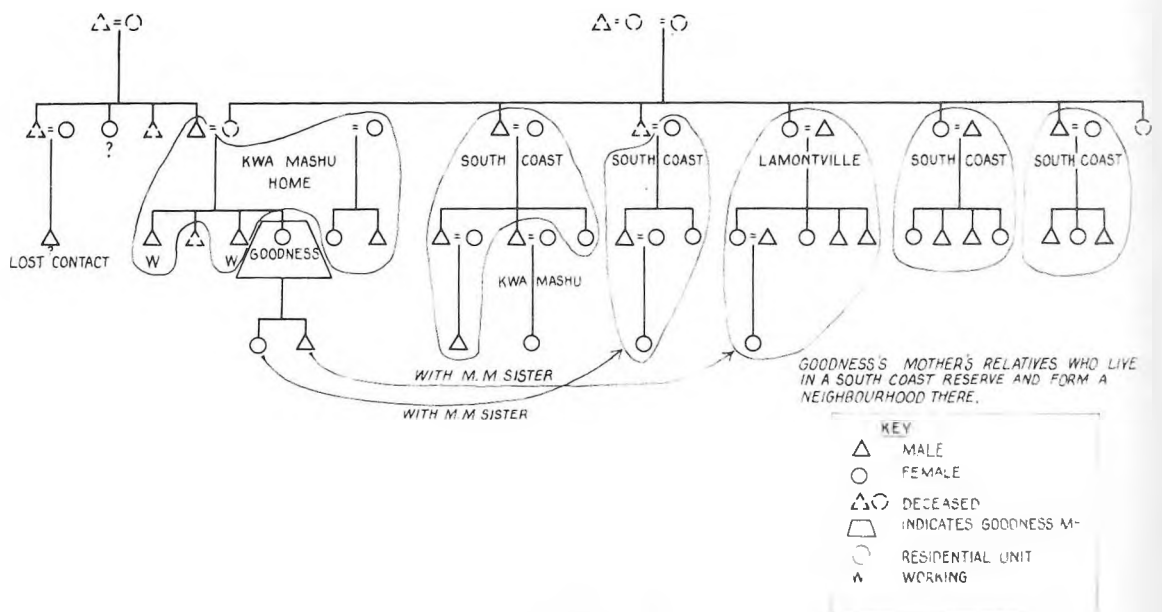 ?
KWA MASHU
HOME
SOUTH COAST
SOUTH COAST
LAMONTVILLE
SOUTH COAST
SOUTH COAST
?
LOST CONTACT
W
W
GOODNESS
KWA MASHU
WITH M.M SISTER
WITH M.M SISTER
GOODNESS'S MOTHER'S RELATIVES WHO LIVE
IN A SOUTH COAST RESERVE AND FORM A
NEIGHBOURHOOD THERE.
KEY
MALE
FEMALE
DECEASED
INDICATES GOODNESS M-
RESIDENTIAL UNIT
WORKING